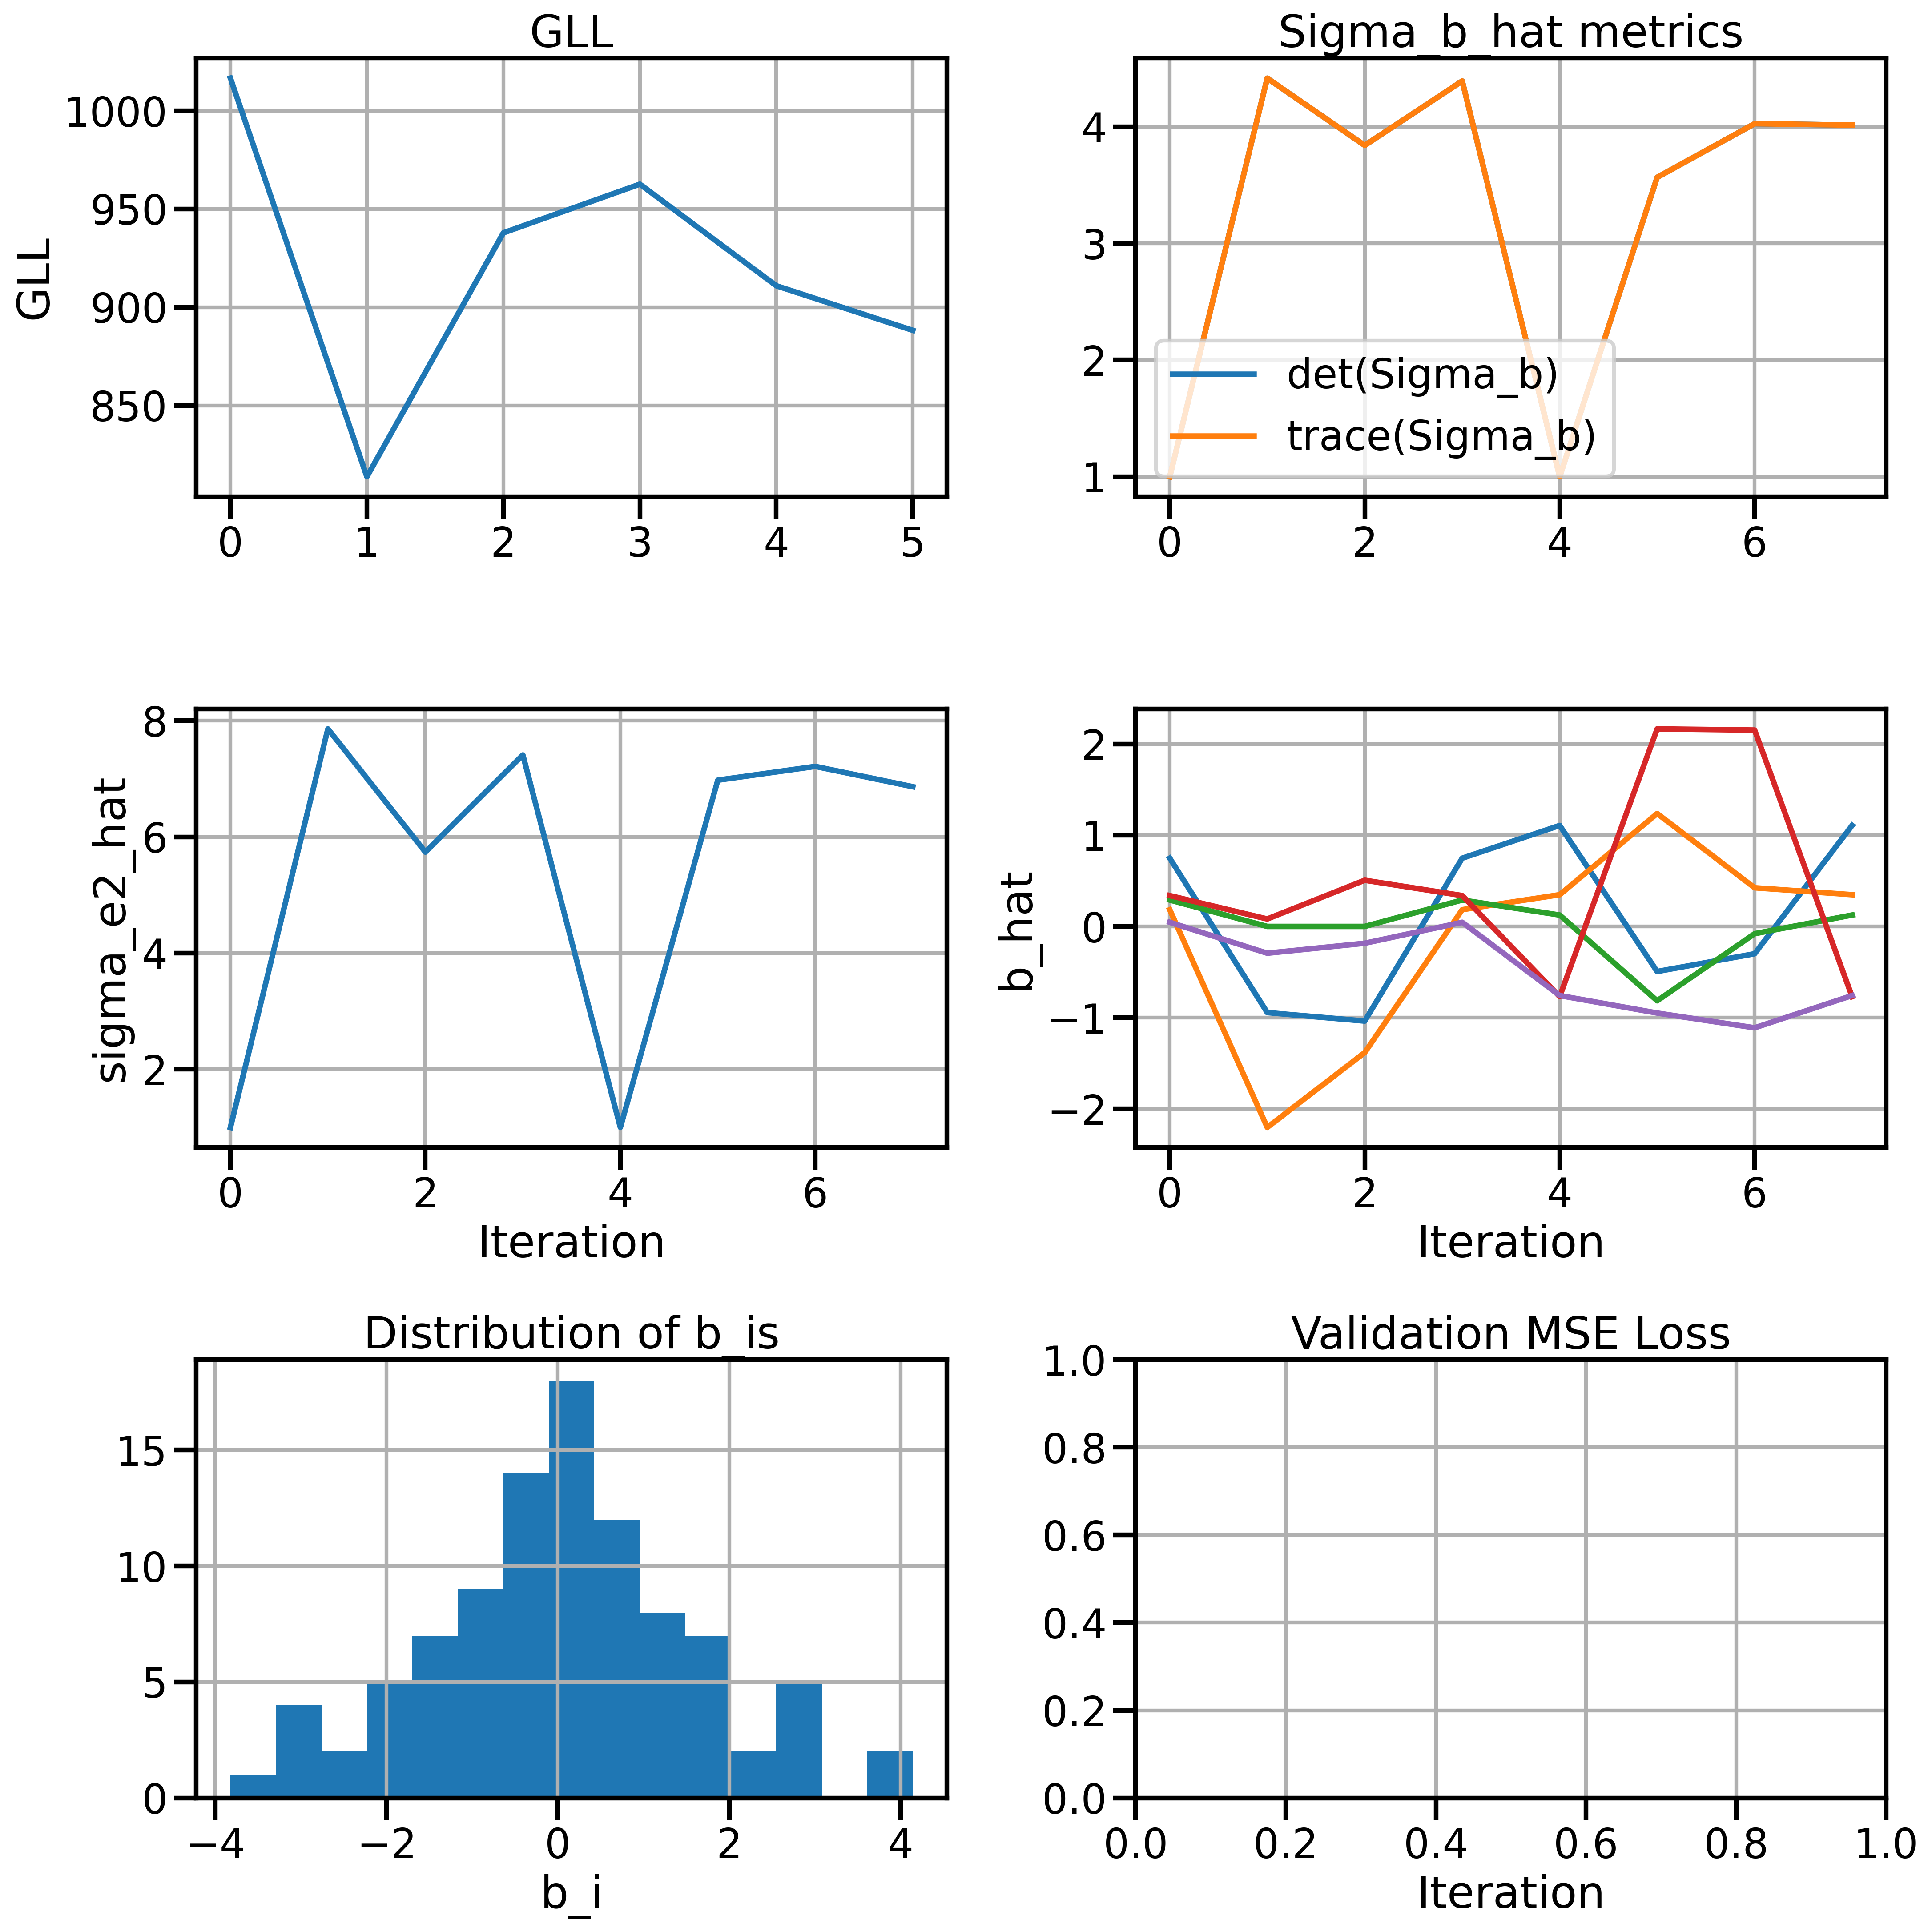 GLL
GLL
1000
950
900
850
0 1 2 3 4 5
Sigma_b_hat metrics
4
3
2
1
det(Sigma_b)
trace(Sigma_b)
0 2 4 6
sigma_e2_hat
8
6
4
2
0 2 4 6
Iteration
b_hat
2
1
0
−1
−2
0 2 4 6
Iteration
Distribution of b_is
15
10
5
0
−4 −2 0 2 4
b_i
Validation MSE Loss
1.0
0.8
0.6
0.4
0.2
0.0
0.0 0.2 0.4 0.6 0.8 1.0
Iteration